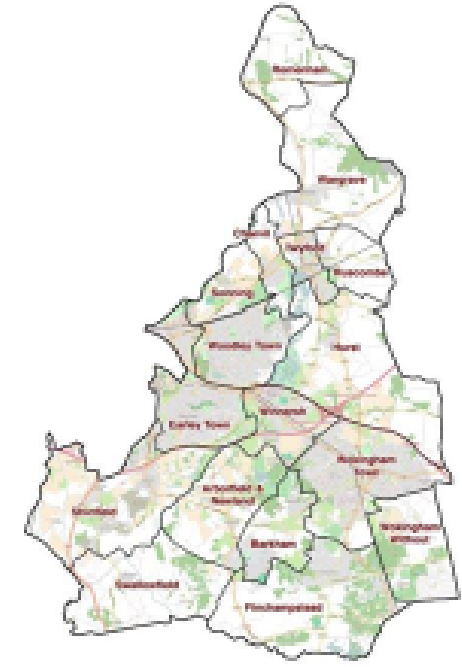 Remenham
Wargrave
Charvil
Twyford
Ruscombe
Sonning
Woodley Town
Hurst
Earley Town
Winnersh
Wokingham
Town
Shinfield
Arborfield &
Newland
Barkham
Wokingham
Without
Swallowfield
Finchampstead